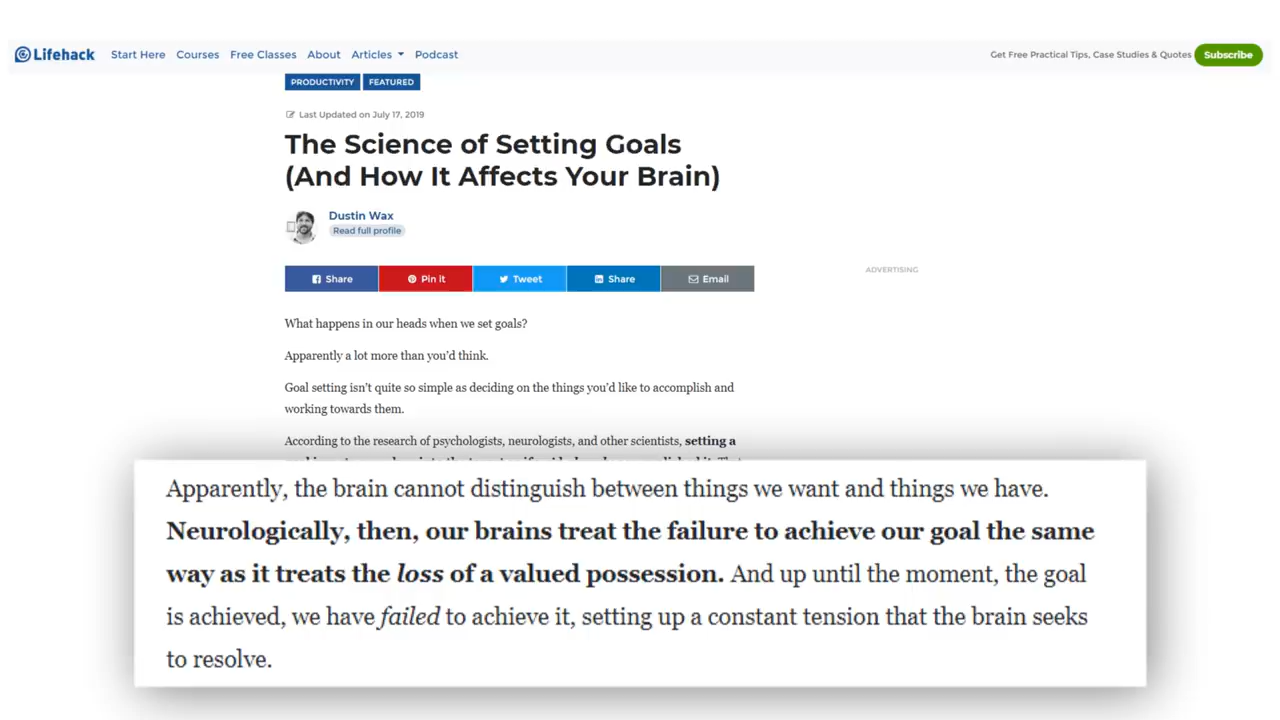 Lifehack Start Here Courses Free Classes About Articles Podcast Get Free Practical Tips, Case Studies & Quotes Subscribe
PRODUCTIVITY FEATURED
Last Updated on July 17, 2019
The Science of Setting Goals
(And How It Affects Your Brain)
Dustin Wax
Read full profile
Share Pin it Tweet Share Email
ADVERTISING
What happens in our heads when we set goals?
Apparently a lot more than you'd think.
Goal setting isn't quite so simple as deciding on the things you'd like to accomplish and
working towards them.
According to the research of psychologists, neurologists, and other scientists, setting a
Apparently, the brain cannot distinguish between things we want and things we have.
Neurologically, then, our brains treat the failure to achieve our goal the same
way as it treats the loss of a valued possession. And up until the moment, the goal
is achieved, we have failed to achieve it, setting up a constant tension that the brain seeks
to resolve.